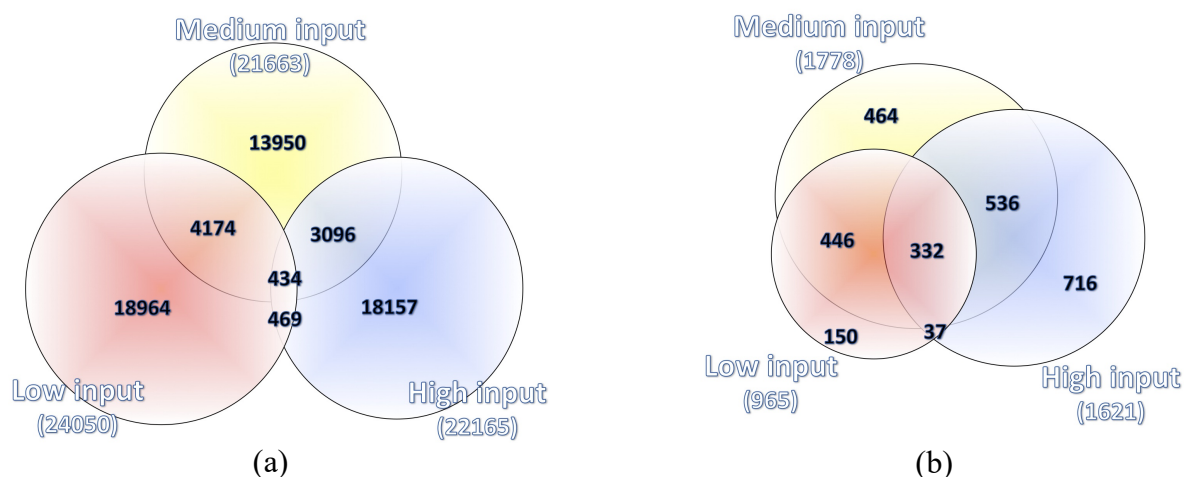 Medium input
(21663)
13950
4174
3096
434
18964
469
18157
Low input
(24050)
High input
(22165)
(a)
Medium input
(1778)
464
536
446
332
716
150
37
Low input
(965)
High input
(1621)
(b)